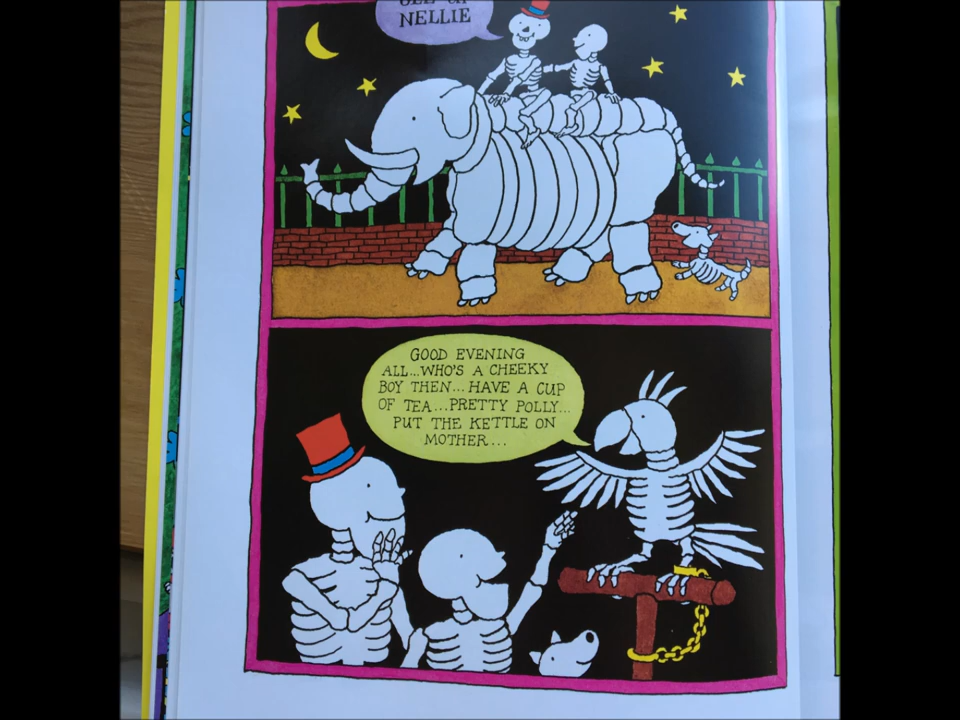 NELLIE
GOOD EVENING
ALL...WHO'S A CHEEKY
BOY THEN...HAVE A CUP
OF TEA...PRETTY POLLY...
PUT THE KETTLE ON
MOTHER...